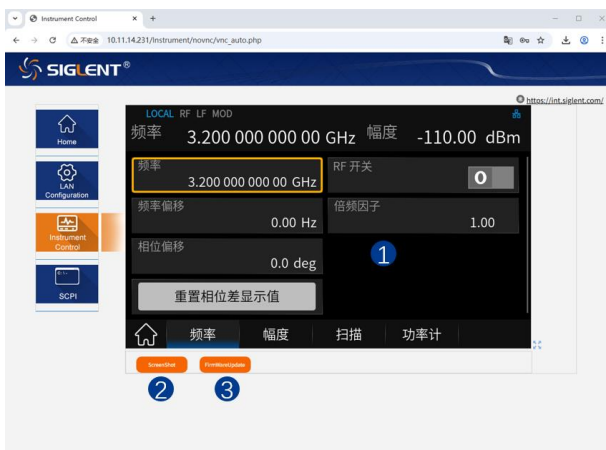 Instrument Control
不安全 10.11.14.231/Instrument/novnc/vnc_auto.php
SIGLENT®
https://int.siglent.com/
Home
LAN
Configuration
Instrument
Control
SCPI
LOCAL RF LF MOD
频率 3.200 000 000 00 GHz 幅度 -110.00 dBm
频率
3.200 000 000 00 GHz
RF 开关
0
频率偏移
0.00 Hz
倍频因子
1.00
相位偏移
0.0 deg
1
重置相位差显示值
频率 幅度 扫描 功率计
ScreenShot FirmWareUpdate
2 3